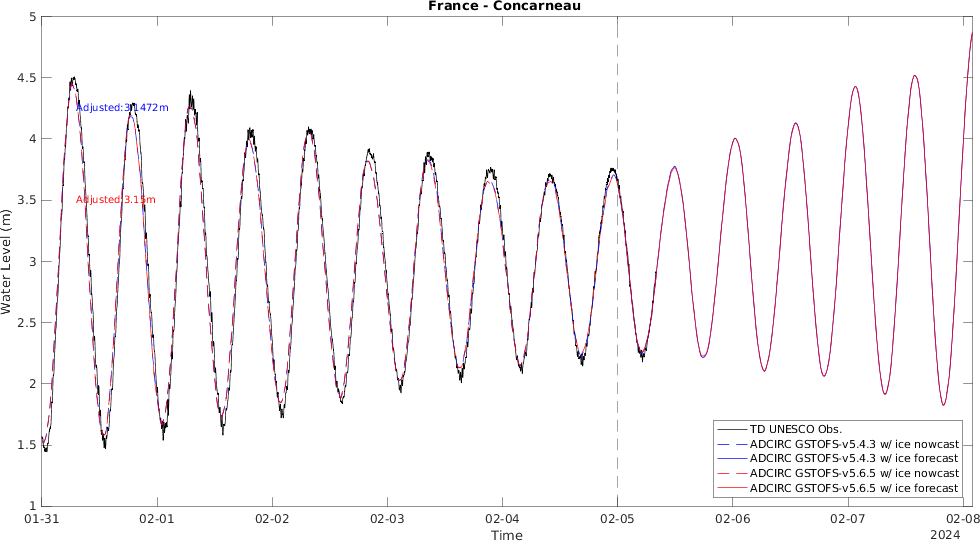 France - Concarneau
5
4.5
4
3.5
3
2.5
2
1.5
1
Water Level (m)
Adjusted:3.1472m
Adjusted:3.15m
TD UNESCO Obs.
ADCIRC GSTOFS-v5.4.3 w/ ice nowcast
ADCIRC GSTOFS-v5.4.3 w/ ice forecast
ADCIRC GSTOFS-v5.6.5 w/ ice nowcast
ADCIRC GSTOFS-v5.6.5 w/ ice forecast
01-31 02-01 02-02 02-03 02-04 02-05 02-06 02-07 02-08
Time
2024